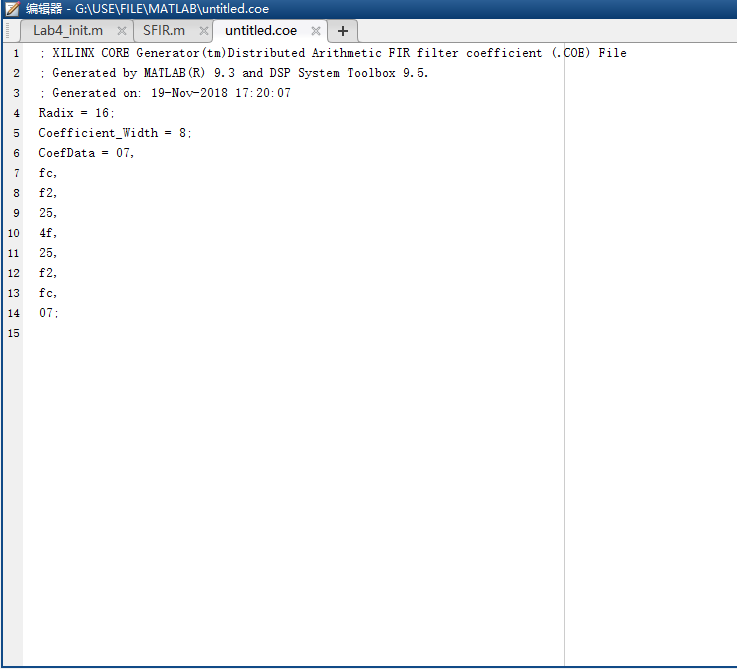 编辑器 - G:\USE\FILE\MATLAB\untitled.coe
Lab4_init.m SFIR.m untitled.coe +
1 ; XILINX CORE Generator(tm)Distributed Arithmetic FIR filter coefficient (.COE) File
2 ; Generated by MATLAB(R) 9.3 and DSP System Toolbox 9.5.
3 ; Generated on: 19-Nov-2018 17:20:07
4 Radix = 16;
5 Coefficient_Width = 8;
6 CoefData = 07,
7 fc,
8 f2,
9 25,
10 4f,
11 25,
12 f2,
13 fc,
14 07;
15